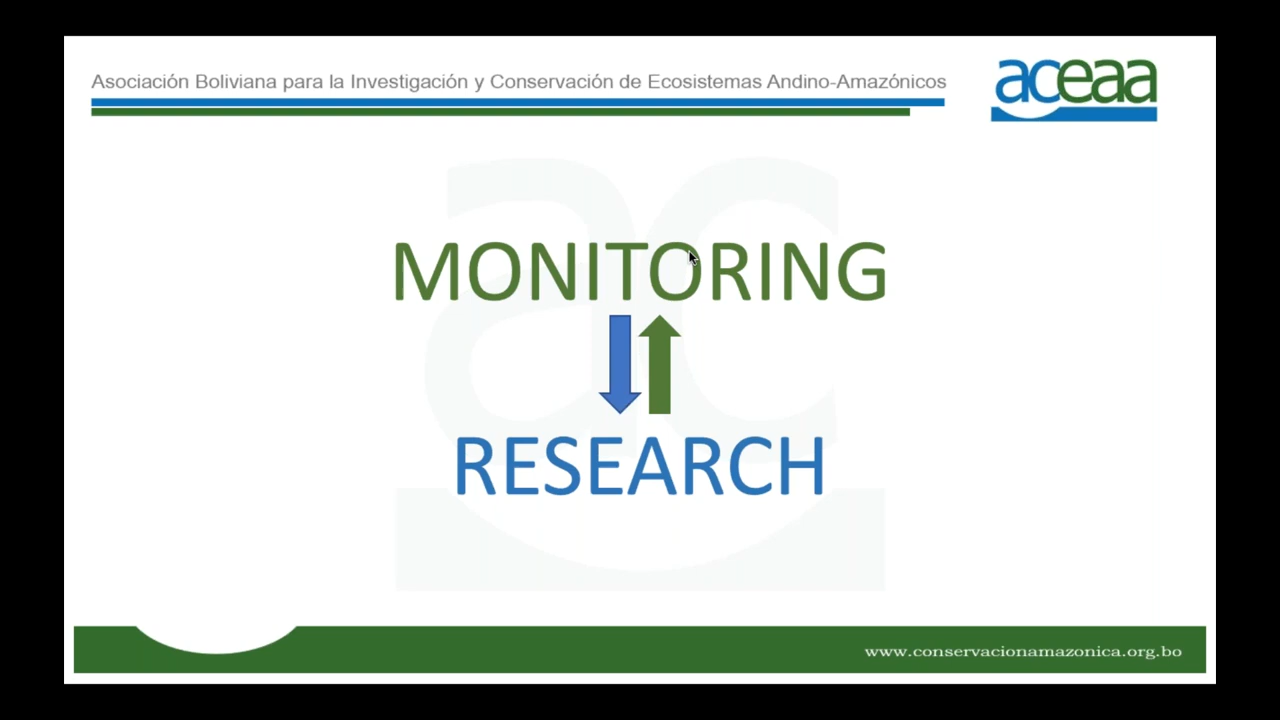 Asociación Boliviana para la Investigación y Conservación de Ecosistemas Andino-Amazónicos
aceaa
MONITORING
RESEARCH
www.conservacionamazonica.org.bo